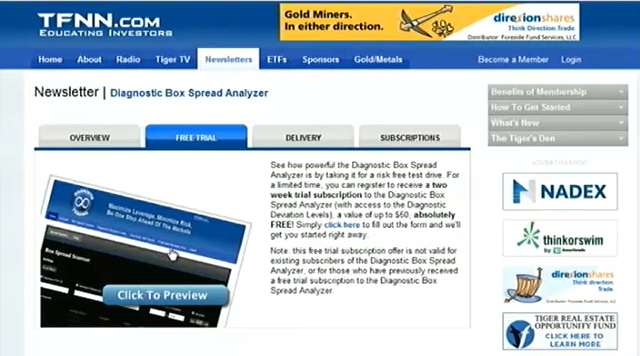 TFNN.COM
EDUCATING INVESTORS
Gold Miners.
In either direction.
direxionshares
Think Direction. Trade.
Distributor: Foreside Fund Services, LLC
Home About Radio Tiger TV Newsletters ETFs Sponsors Gold/Metals Become a Member Login
Newsletter | Diagnostic Box Spread Analyzer
OVERVIEW FREE TRIAL DELIVERY SUBSCRIPTIONS
See how powerful the Diagnostic Box Spread
Analyzer is by taking it for a risk free test drive. For
a limited time, you can register to receive a two
week trial subscription to the Diagnostic Box
Spread Analyzer (with access to the Diagnostic
Deviation Levels), a value of up to $60, absolutely
FREE! Simply click here to fill out the form and we'll
get you started right away.
Note: this free trial subscription offer is not valid for
existing subscribers of the Diagnostic Box Spread
Analyzer, or for those who have previously received
a free trial subscription to the Diagnostic Box
Spread Analyzer.
Maximize Leverage, Minimize Risk,
Be One Step Ahead Of The Markets
Box Spread Scanner
Click To Preview
Benefits of Membership
How To Get Started
What's New
The Tiger's Den
ADVERTISEMENT
NADEX
thinkorswim
by TD Ameritrade
direxionshares
Think direction.
Trade.
Distributor: Foreside Fund Services, LLC
TIGER REAL ESTATE
OPPORTUNITY FUND
CLICK HERE TO
LEARN MORE